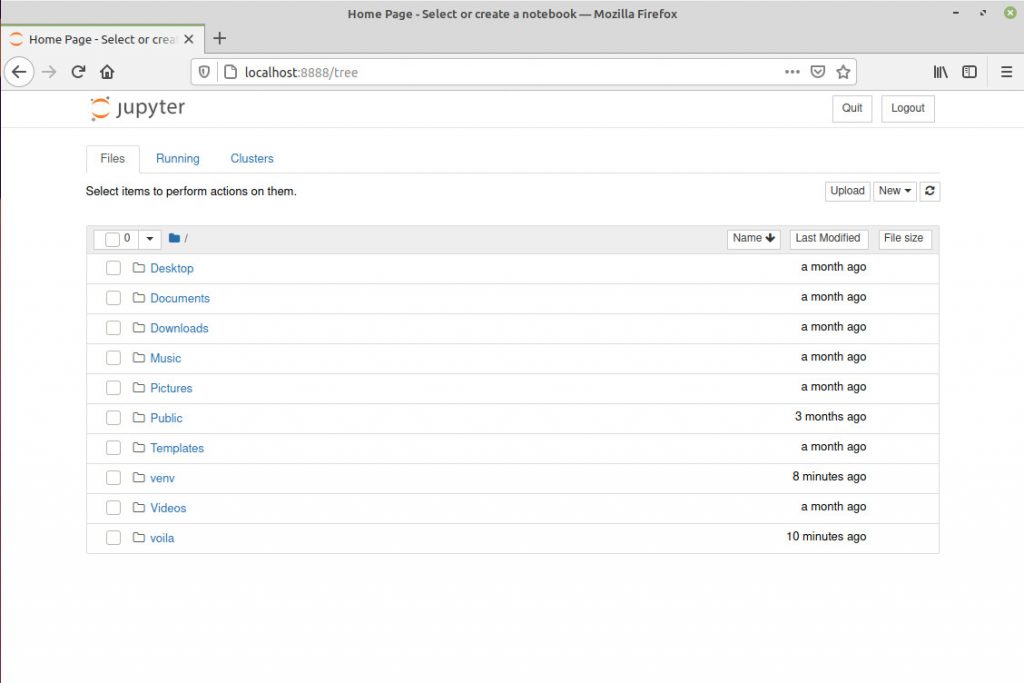 Home Page - Select or create a notebook — Mozilla Firefox
Home Page - Select or crea
localhost:8888/tree
jupyter
Quit Logout
Files Running Clusters
Select items to perform actions on them.
Upload New
0 / Name Last Modified File size
Desktop a month ago
Documents a month ago
Downloads a month ago
Music a month ago
Pictures a month ago
Public 3 months ago
Templates a month ago
venv 8 minutes ago
Videos a month ago
voila 10 minutes ago